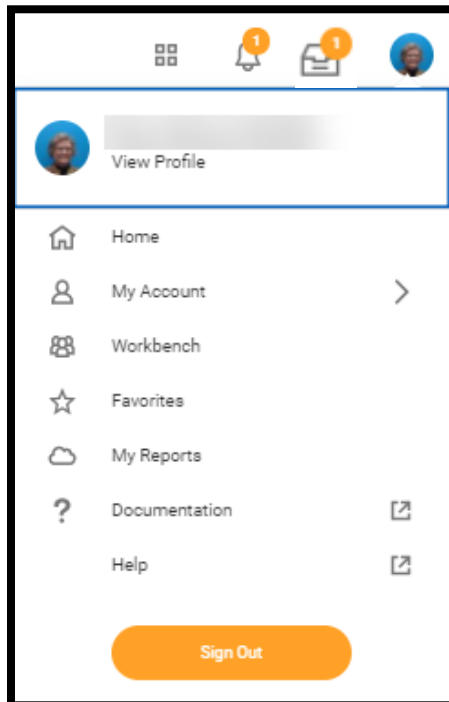 1
1
View Profile
Home
My Account
Workbench
Favorites
My Reports
? Documentation
Help
Sign Out